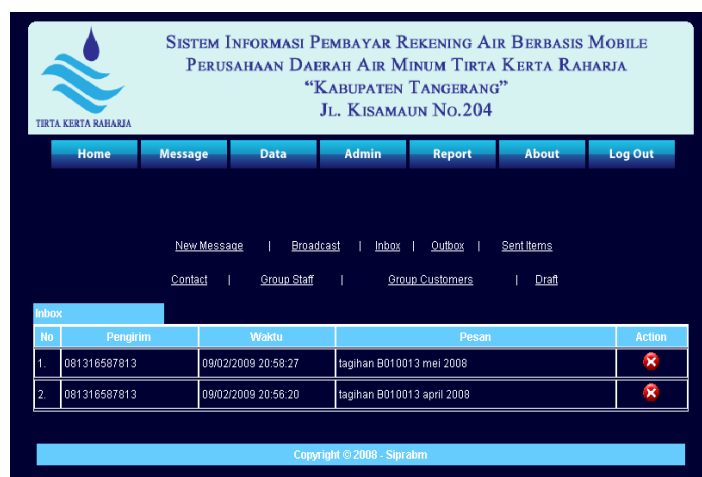 SISTEM INFORMASI PEMBAYAR REKENING AIR BERBASIS MOBILE
PERUSAHAAN DAERAH AIR MINUM TIRTA KERTA RAHARJA
“KABUPATEN TANGERANG”
JL. KISAMAUN NO.204
TIRTA KERTA RAHARJA
Home Message Data Admin Report About Log Out
New Message | Broadcast | Inbox | Outbox | Sent Items
Contact | Group Staff | Group Customers | Draft
Inbox
No Pengirim Waktu Pesan Action
1. 081316587813 09/02/2009 20:58:27 tagihan B010013 mei 2008
2. 081316587813 09/02/2009 20:56:20 tagihan B010013 april 2008
Copyright © 2008 - Siprabm